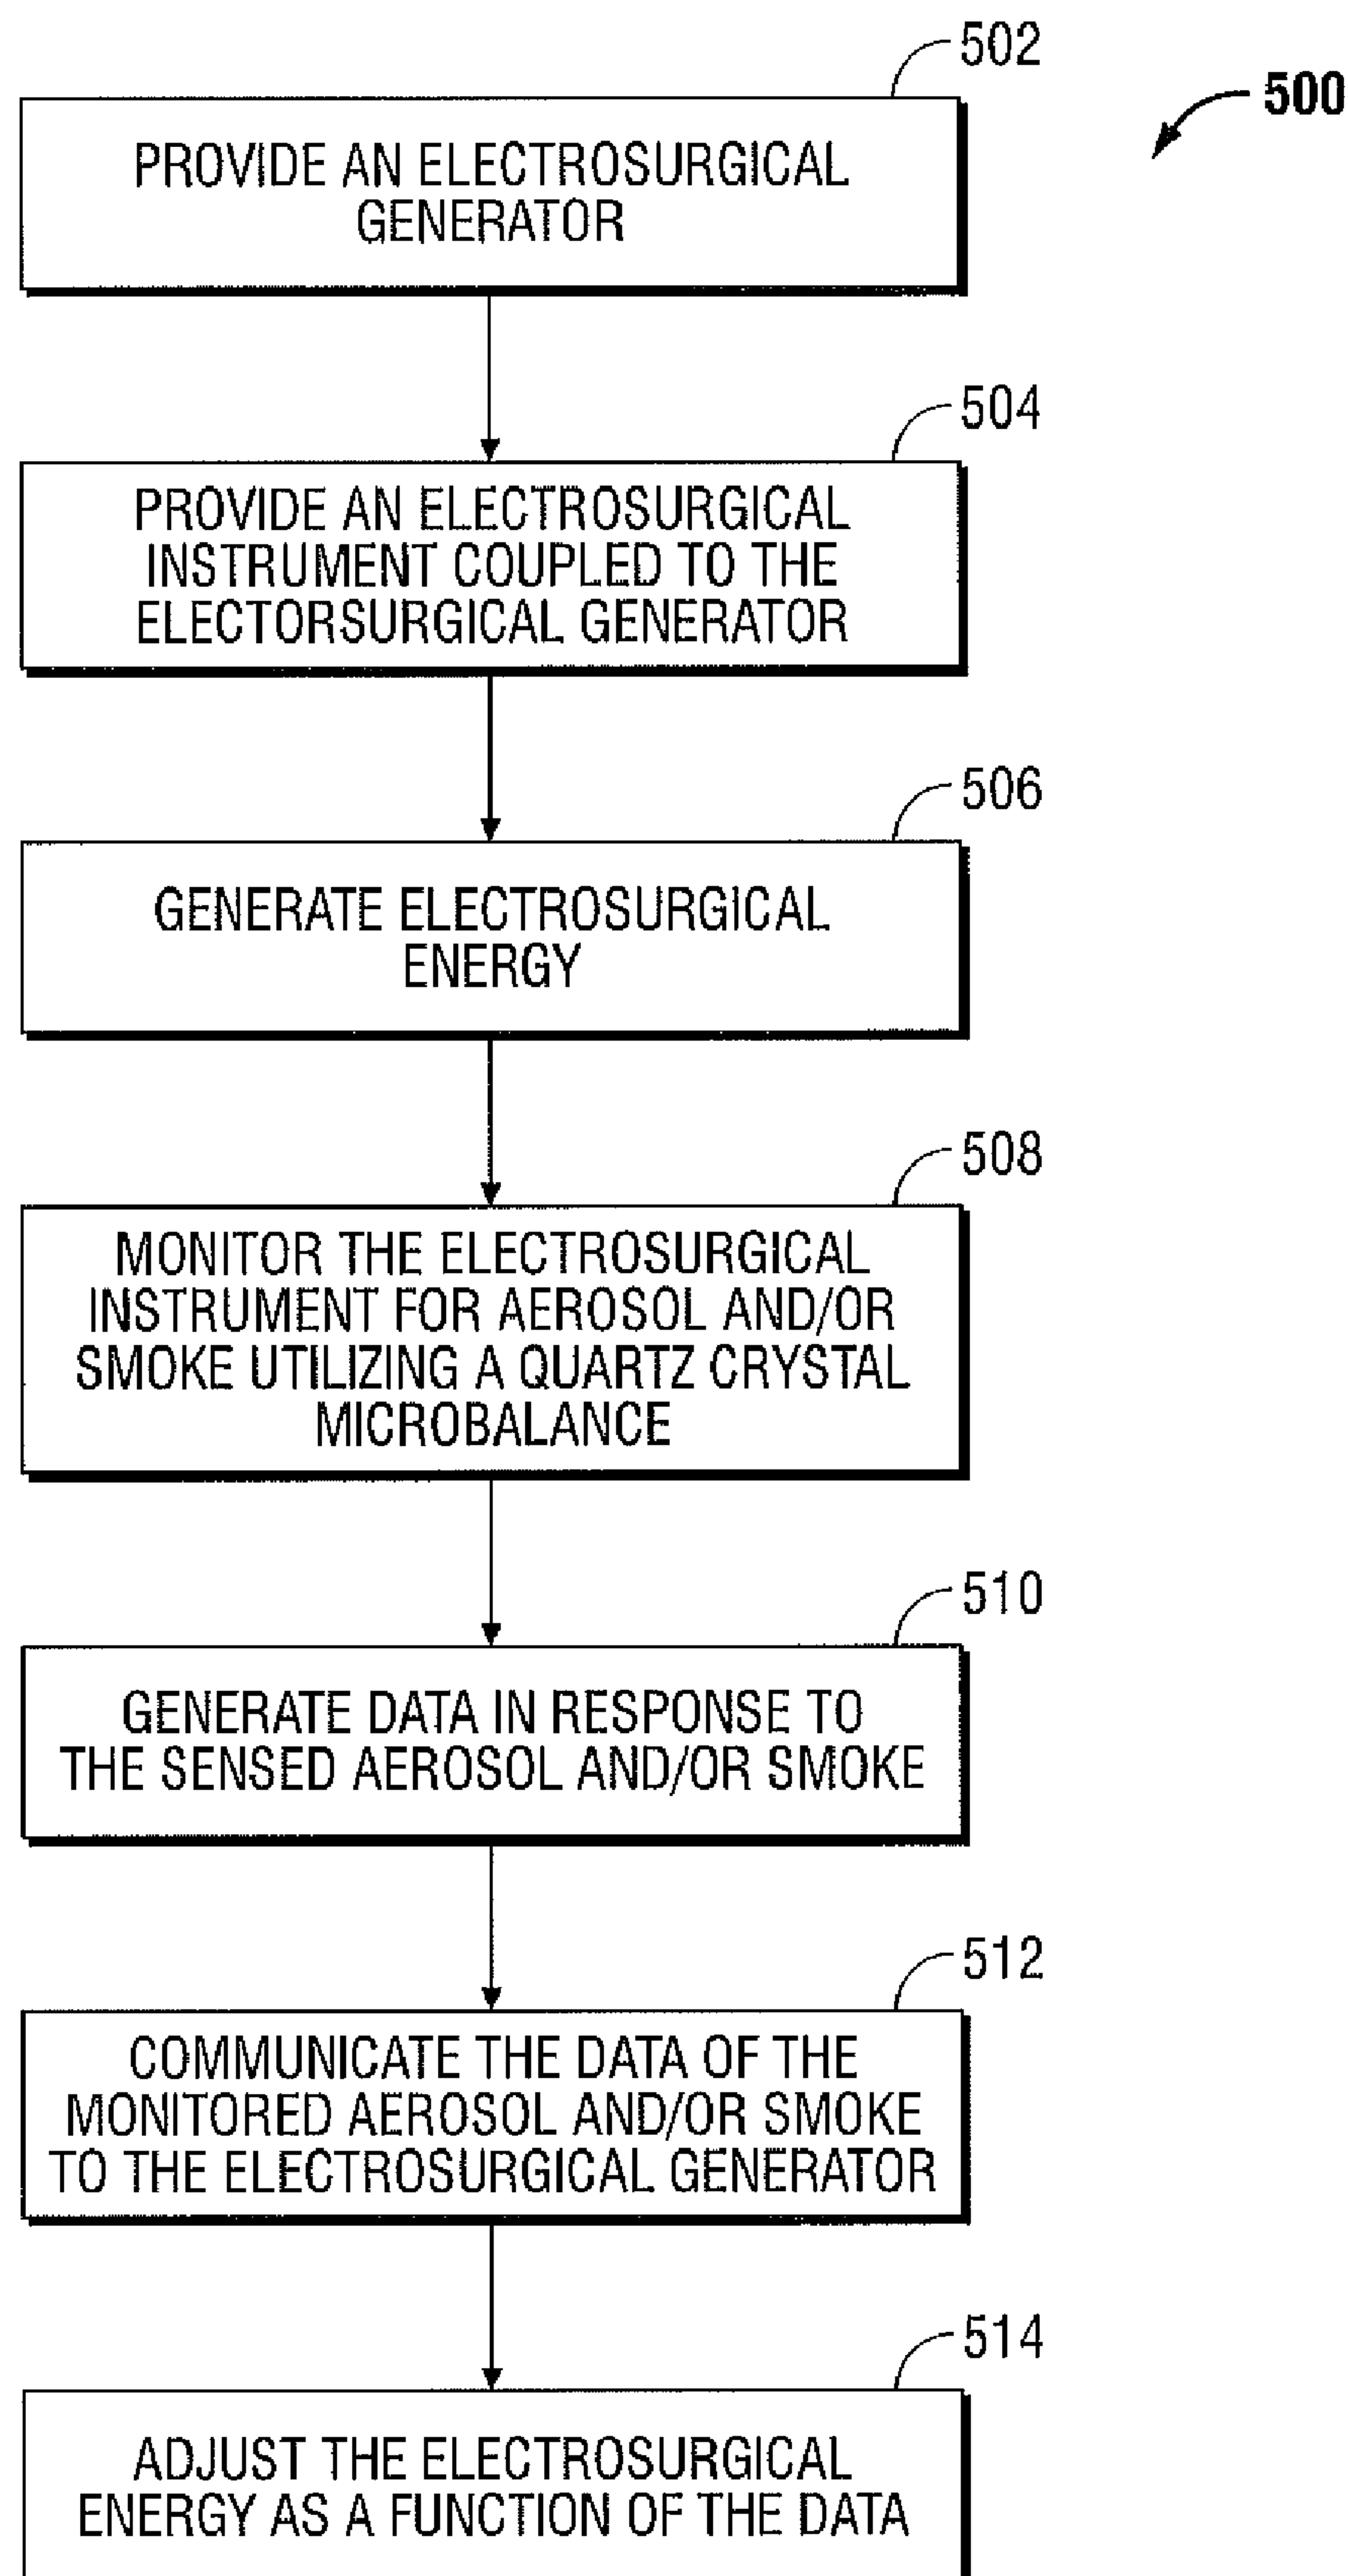 502
500
PROVIDE AN ELECTROSURGICAL
GENERATOR
504
PROVIDE AN ELECTROSURGICAL
INSTRUMENT COUPLED TO THE
ELECTORSURGICAL GENERATOR
506
GENERATE ELECTROSURGICAL
ENERGY
508
MONITOR THE ELECTROSURGICAL
INSTRUMENT FOR AEROSOL AND/OR
SMOKE UTILIZING A QUARTZ CRYSTAL
MICROBALANCE
510
GENERATE DATA IN RESPONSE TO
THE SENSED AEROSOL AND/OR SMOKE
512
COMMUNICATE THE DATA OF THE
MONITORED AEROSOL AND/OR SMOKE
TO THE ELECTROSURGICAL GENERATOR
514
ADJUST THE ELECTROSURGICAL
ENERGY AS A FUNCTION OF THE DATA